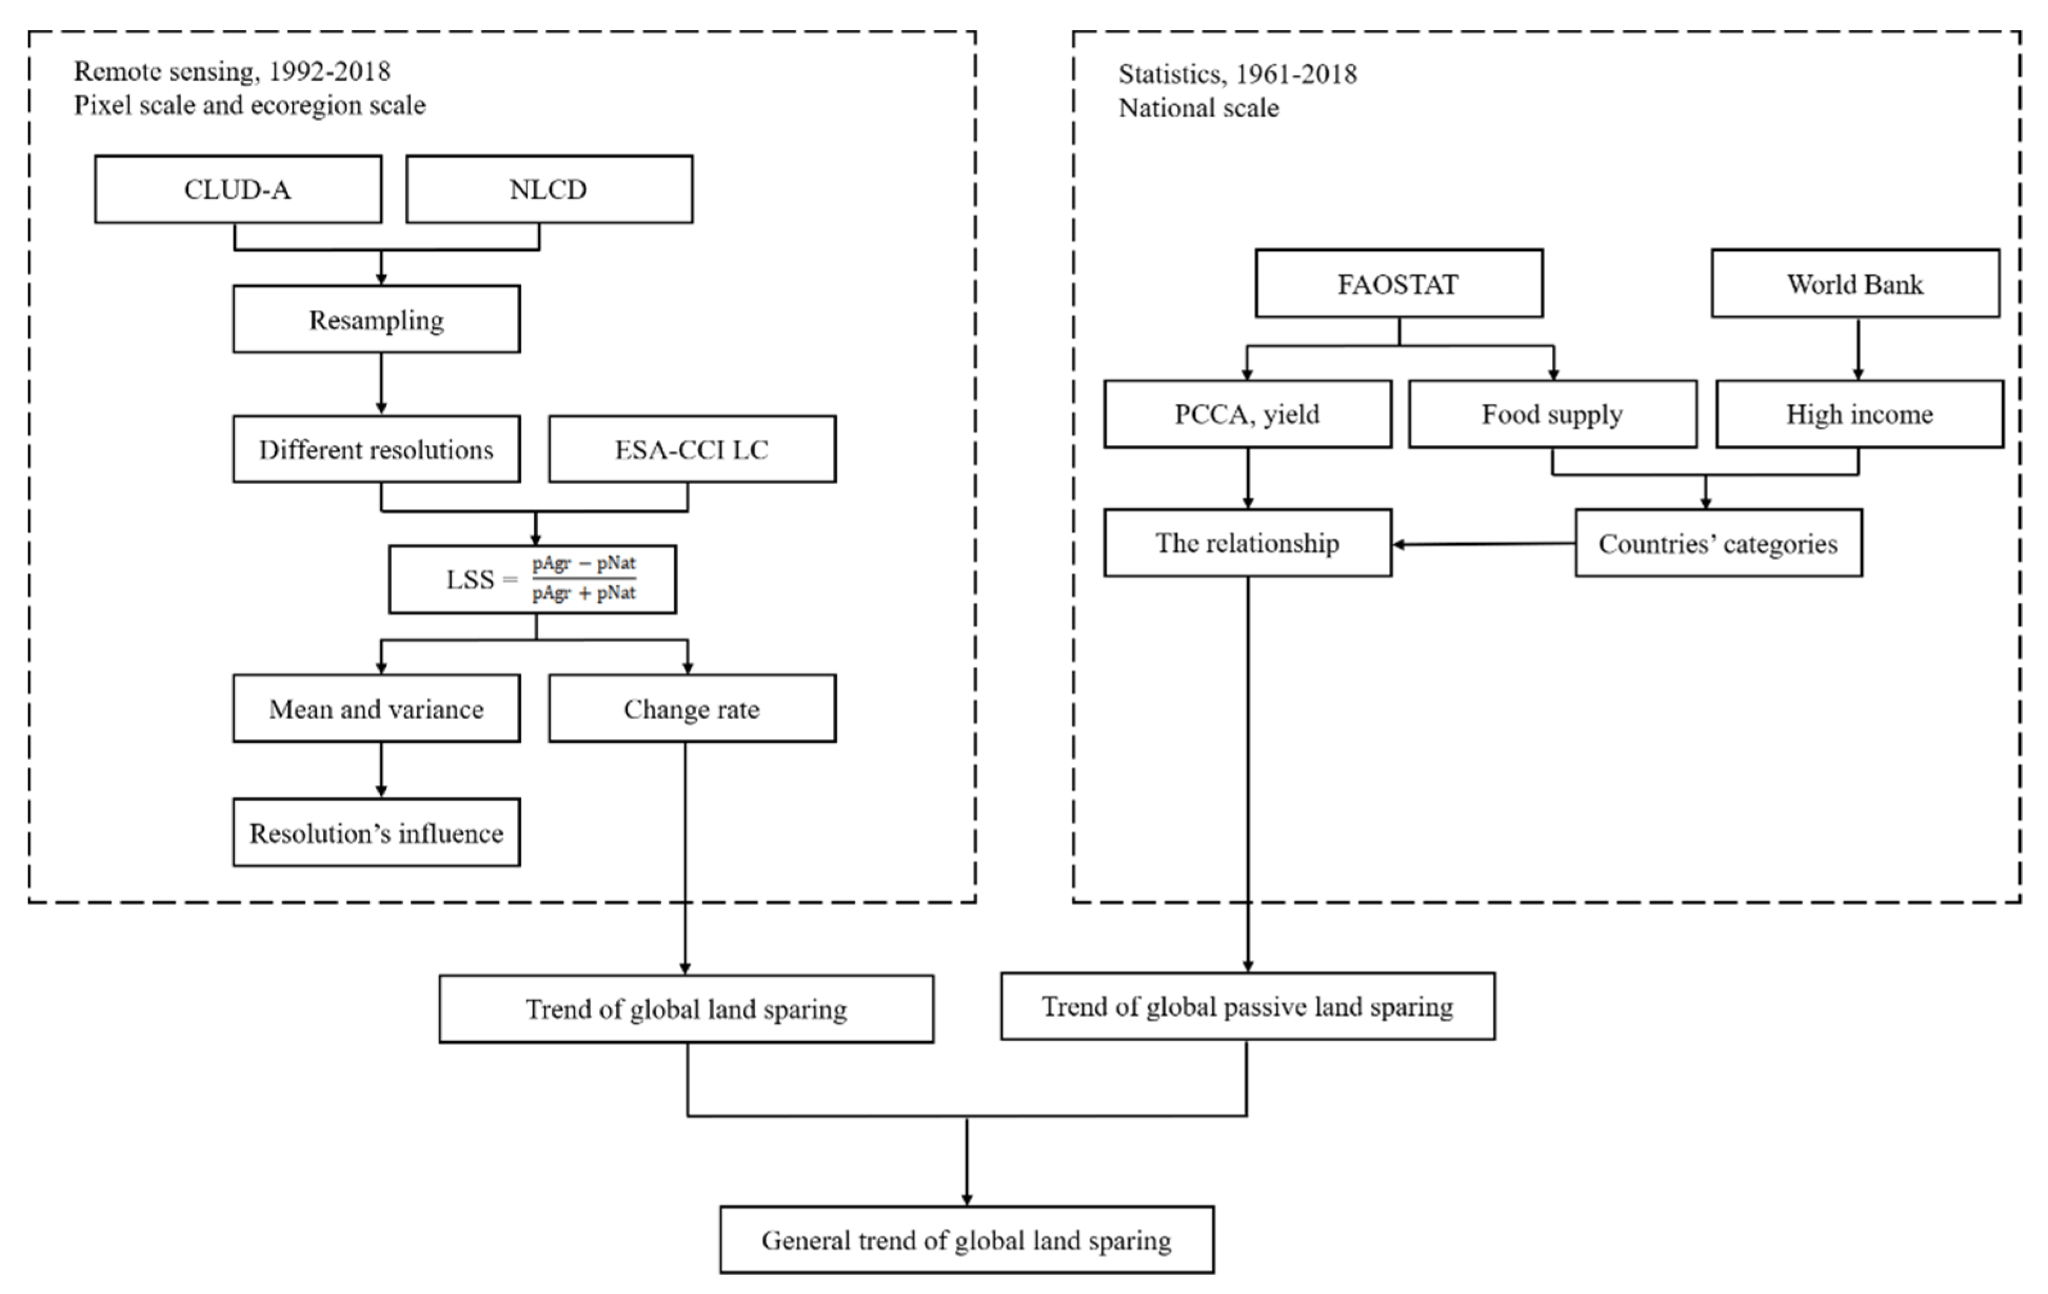 Remote sensing, 1992-2018
Pixel scale and ecoregion scale
CLUD-A
NLCD
Resampling
Different resolutions
ESA-CCI LC
LSS = (pAgr − pNat) / (pAgr + pNat)
Mean and variance
Change rate
Resolution’s influence
Statistics, 1961-2018
National scale
FAOSTAT
World Bank
PCCA, yield
Food supply
High income
The relationship
Countries’ categories
Trend of global land sparing
Trend of global passive land sparing
General trend of global land sparing